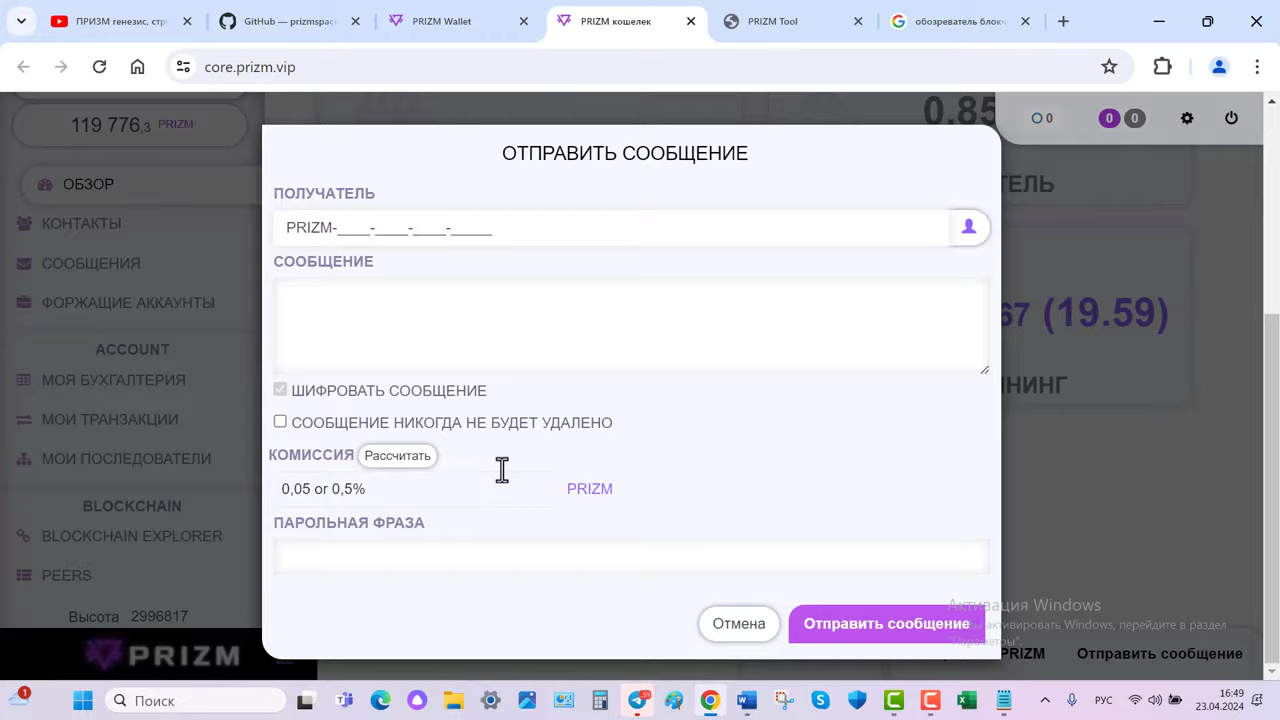 ПРИЗМ генезис, стру
GitHub — prizmspac
PRIZM Wallet
PRIZM кошелек
PRIZM Tool
обозреватель блокч
core.prizm.vip
119 776,3 PRIZM
0,85
0
0 0
ОТПРАВИТЬ СООБЩЕНИЕ
ОБЗОР
ТЕЛЬ
ПОЛУЧАТЕЛЬ
КОНТАКТЫ
PRIZM-____-____-____-_____
СООБЩЕНИЕ
СООБЩЕНИЯ
ФОРЖАЩИЕ АККАУНТЫ
67 (19.59)
ACCOUNT
МОЯ БУХГАЛТЕРИЯ
ШИФРОВАТЬ СООБЩЕНИЕ
НИНГ
МОИ ТРАНЗАКЦИИ
СООБЩЕНИЕ НИКОГДА НЕ БУДЕТ УДАЛЕНО
МОИ ПОСЛЕДОВАТЕЛИ
КОМИССИЯ Рассчитать
0,05 or 0,5% PRIZM
BLOCKCHAIN
ПАРОЛЬНАЯ ФРАЗА
BLOCKCHAIN EXPLORER
PEERS
Высота 2996817
Отмена
Отправить сообщение
Активация Windows
активировать Windows, перейдите в раздел
"Параметры".
PRIZM
PRIZM
Отправить сообщение
1
Поиск
59
РУС
16:49
23.04.2024